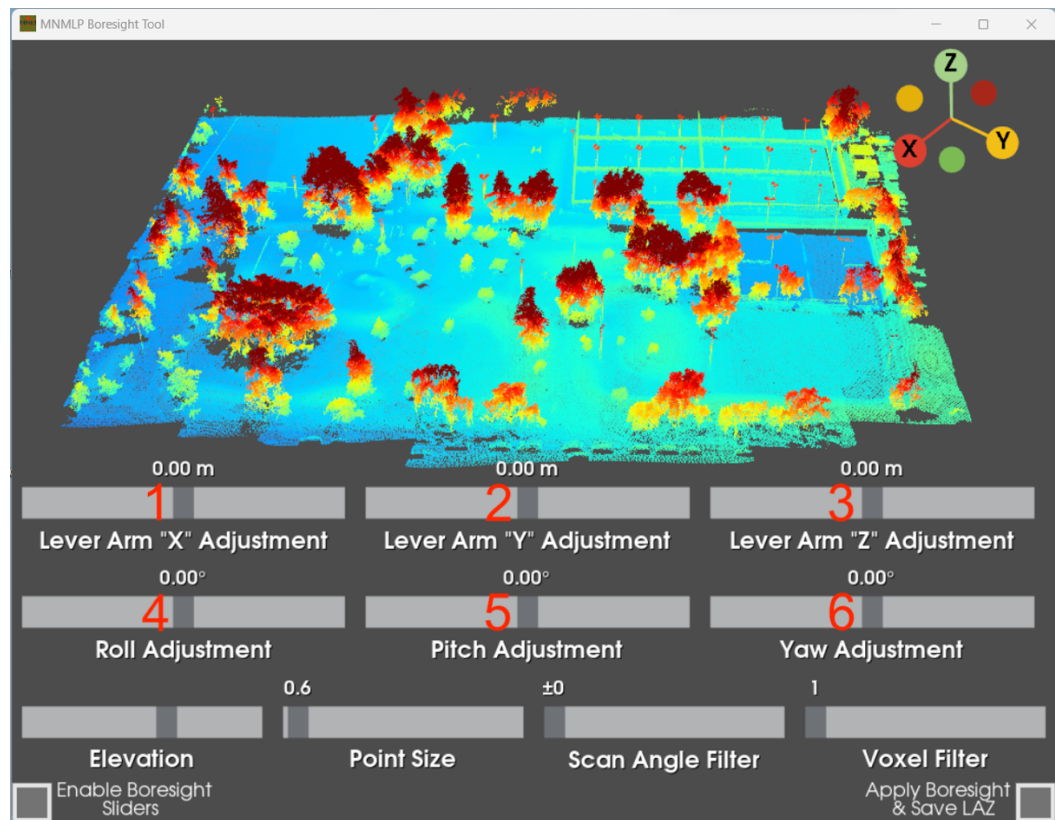 MNMLP Boresight Tool
Z
X
Y
0.00 m
0.00 m
0.00 m
1
2
3
Lever Arm "X" Adjustment
Lever Arm "Y" Adjustment
Lever Arm "Z" Adjustment
0.00°
0.00°
0.00°
4
5
6
Roll Adjustment
Pitch Adjustment
Yaw Adjustment
0.6
±0
1
Elevation
Point Size
Scan Angle Filter
Voxel Filter
Enable Boresight
Sliders
Apply Boresight
& Save LAZ